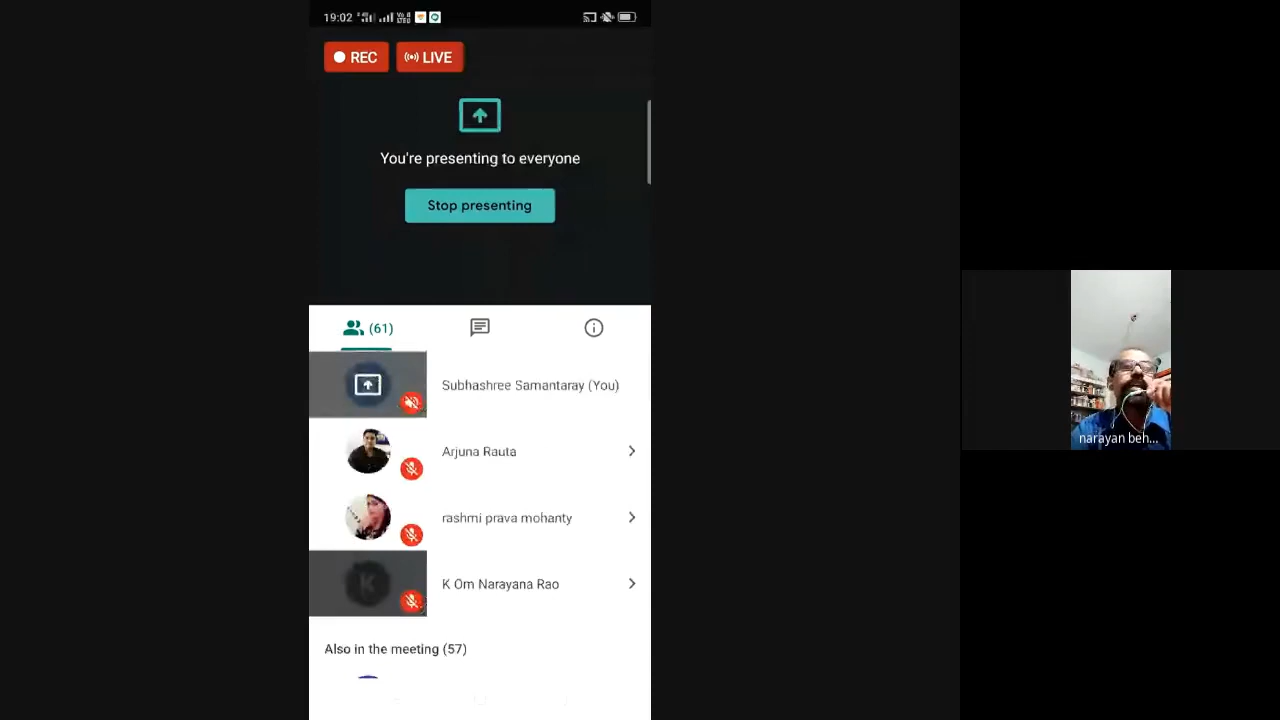 19:02
REC
LIVE
You're presenting to everyone
Stop presenting
(61)
Subhashree Samantaray (You)
Arjuna Rauta
rashmi prava mohanty
K
K Om Narayana Rao
Also in the meeting (57)
narayan beh...